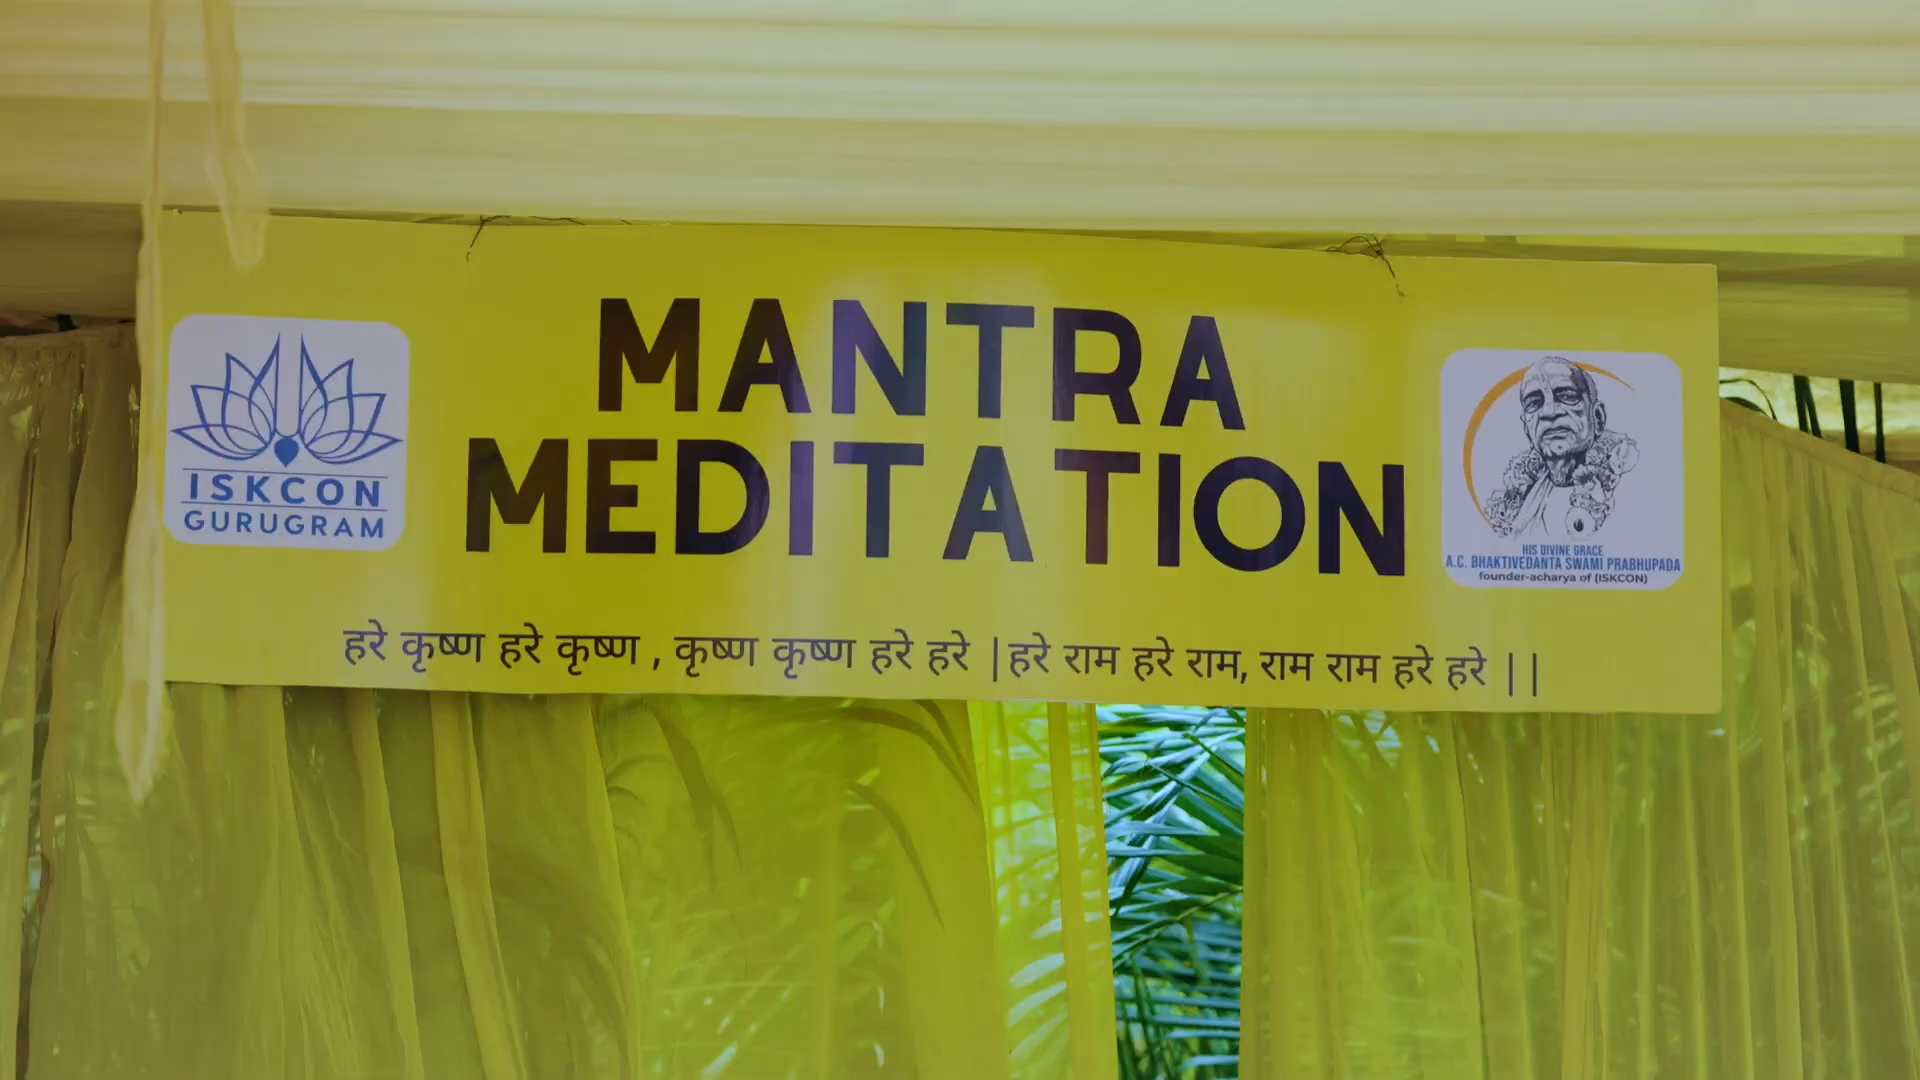 MANTRA
MEDITATION
ISKCON
GURUGRAM
HIS DIVINE GRACE
A.C. BHAKTIVEDANTA SWAMI PRABHUPADA
founder-acharya of (ISKCON)
हरे कृष्ण हरे कृष्ण , कृष्ण कृष्ण हरे हरे |हरे राम हरे राम, राम राम हरे हरे ||